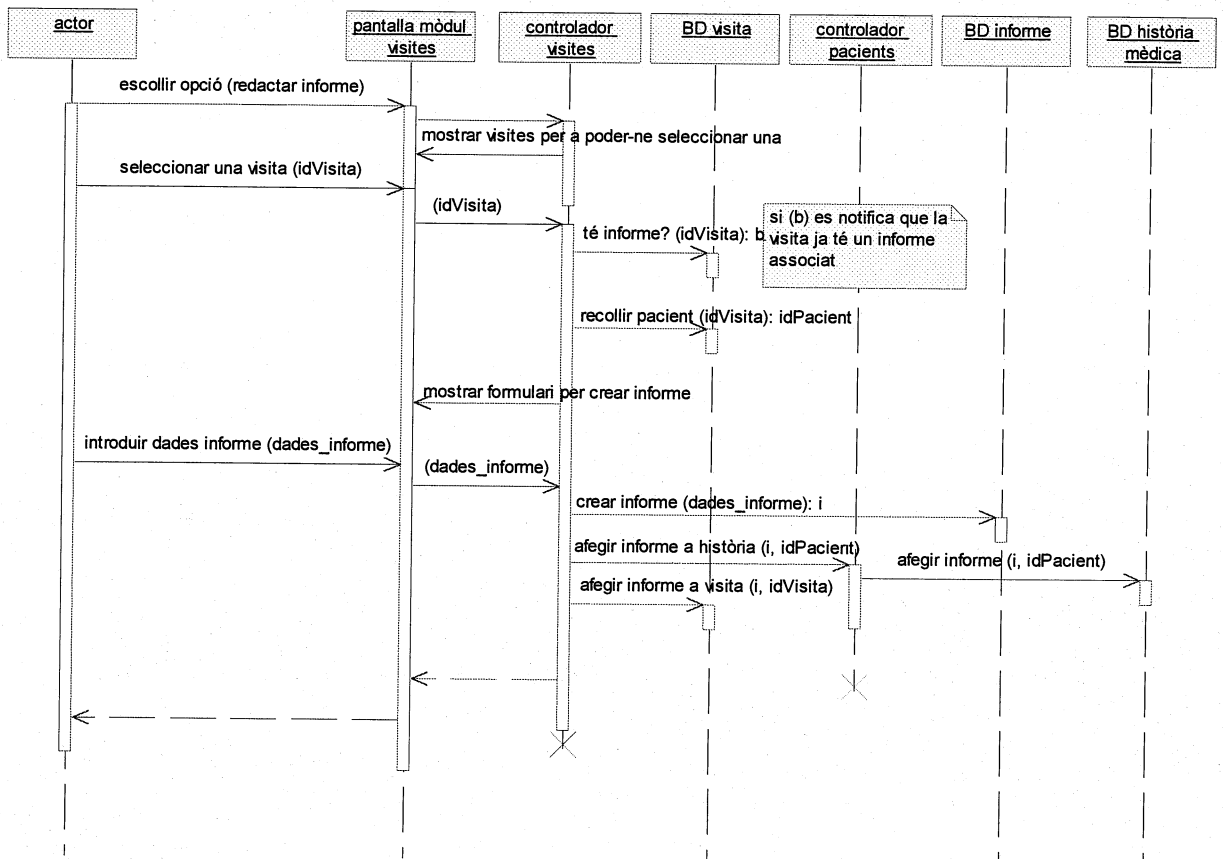 actor
pantalla mòdul
visites
controlador
visites
BD visita
controlador
pacients
BD informe
BD història
mèdica
escollir opció (redactar informe)
mostrar visites per a poder-ne seleccionar una
seleccionar una visita (idVisita)
(idVisita)
si (b) es notifica que la
visita ja té un informe
associat
té informe? (idVisita): b
recollir pacient (idVisita): idPacient
mostrar formulari per crear informe
introduir dades informe (dades_informe)
(dades_informe)
crear informe (dades_informe): i
afegir informe a història (i, idPacient)
afegir informe (i, idPacient)
afegir informe a visita (i, idVisita)